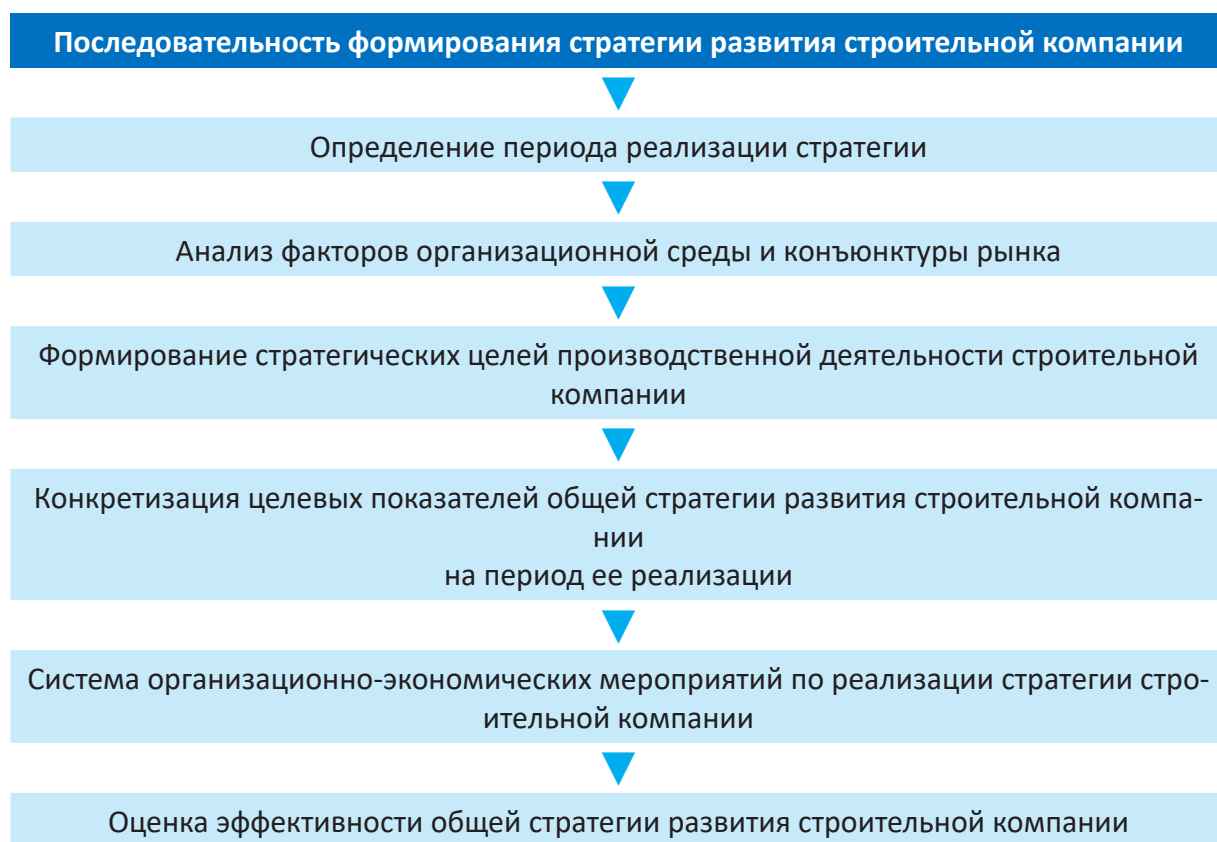 Последовательность формирования стратегии развития строительной компании
Определение периода реализации стратегии
Анализ факторов организационной среды и конъюнктуры рынка
Формирование стратегических целей производственной деятельности строительной
компании
Конкретизация целевых показателей общей стратегии развития строительной компа-
нии
на период ее реализации
Система организационно-экономических мероприятий по реализации стратегии стро-
ительной компании
Оценка эффективности общей стратегии развития строительной компании